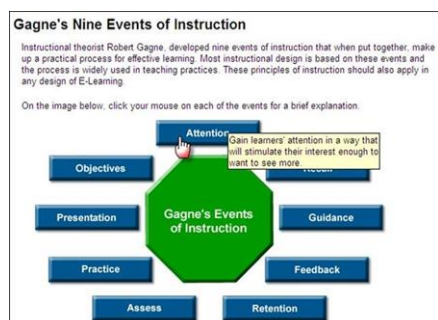 Gagne's Nine Events of Instruction
Instructional theorist Robert Gagne, developed nine events of instruction that when put together, make
up a practical process for effective learning. Most instructional design is based on these events and
the process is widely used in teaching practices. These principles of instruction should also apply in
any design of E-Learning.
On the image below, click your mouse on each of the events for a brief explanation.
Attention
Gain learners' attention in a way that
will stimulate their interest enough to
want to see more.
Objectives
Gagne's Events
of Instruction
Presentation
Guidance
Practice
Feedback
Assess
Retention